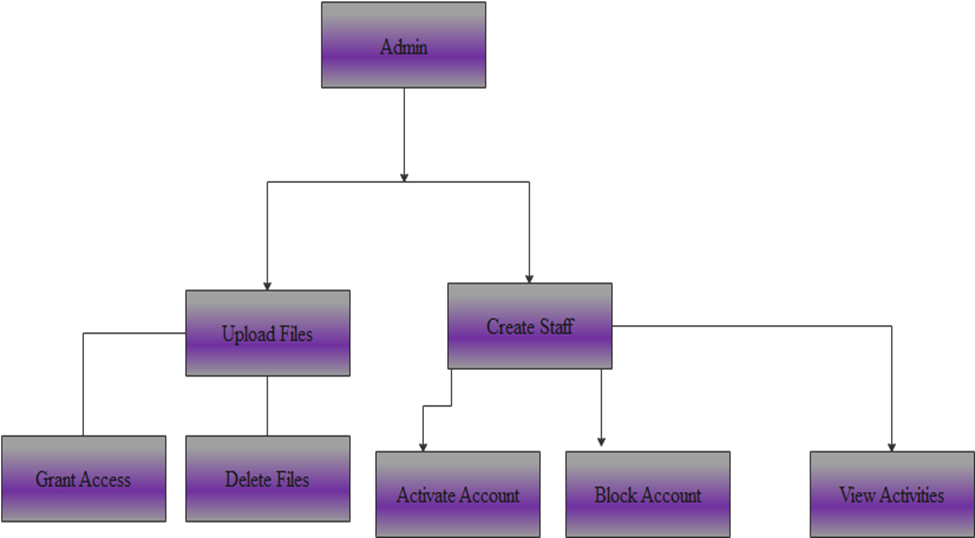 Admin
Upload Files
Create Staff
Grant Access
Delete Files
Activate Account
Block Account
View Activities